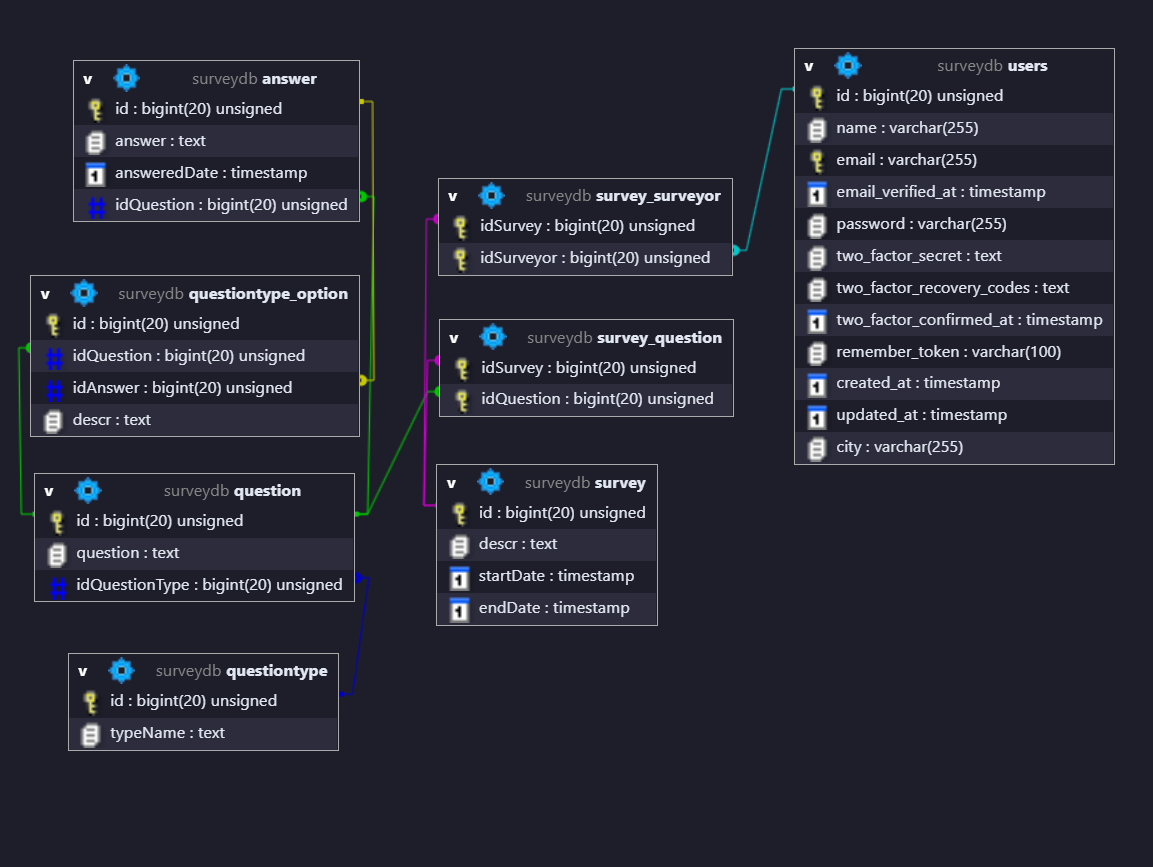 v surveydb answer
id : bigint(20) unsigned
answer : text
answeredDate : timestamp
idQuestion : bigint(20) unsigned
v surveydb questiontype_option
id : bigint(20) unsigned
idQuestion : bigint(20) unsigned
idAnswer : bigint(20) unsigned
descr : text
v surveydb question
id : bigint(20) unsigned
question : text
idQuestionType : bigint(20) unsigned
v surveydb questiontype
id : bigint(20) unsigned
typeName : text
v surveydb survey_surveyor
idSurvey : bigint(20) unsigned
idSurveyor : bigint(20) unsigned
v surveydb survey_question
idSurvey : bigint(20) unsigned
idQuestion : bigint(20) unsigned
v surveydb survey
id : bigint(20) unsigned
descr : text
startDate : timestamp
endDate : timestamp
v surveydb users
id : bigint(20) unsigned
name : varchar(255)
email : varchar(255)
email_verified_at : timestamp
password : varchar(255)
two_factor_secret : text
two_factor_recovery_codes : text
two_factor_confirmed_at : timestamp
remember_token : varchar(100)
created_at : timestamp
updated_at : timestamp
city : varchar(255)